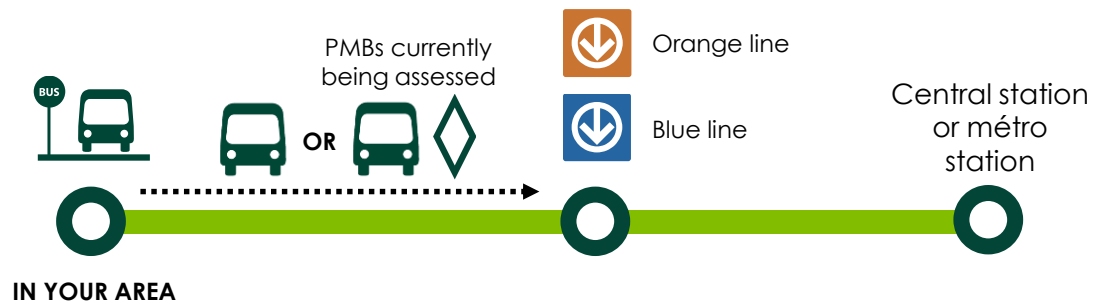 BUS
PMBs currently
being assessed
OR
Orange line
Blue line
Central station
or métro
station
IN YOUR AREA